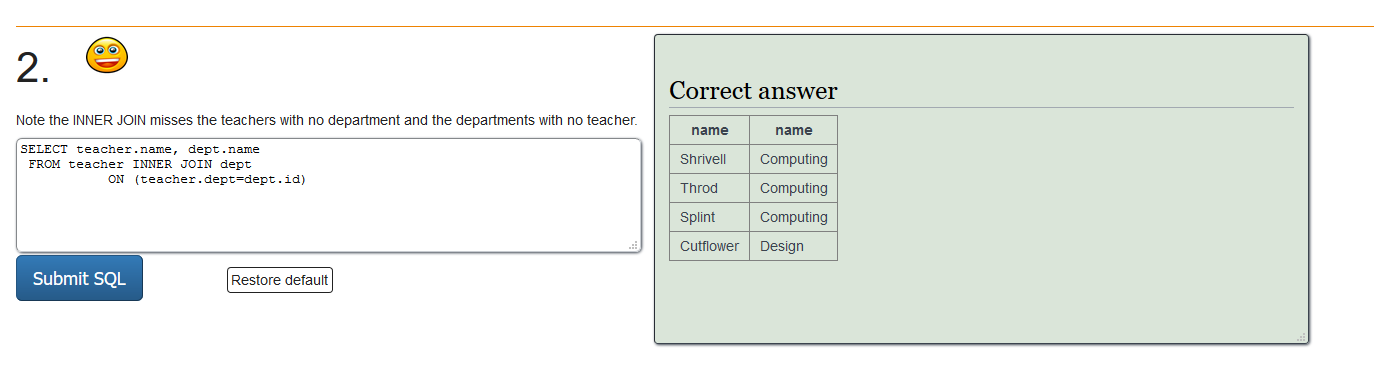 2.
Note the INNER JOIN misses the teachers with no department and the departments with no teacher.
SELECT teacher.name, dept.name
FROM teacher INNER JOIN dept
ON (teacher.dept=dept.id)
Submit SQL
Restore default
Correct answer
name name
Shrivell Computing
Throd Computing
Splint Computing
Cutflower Design